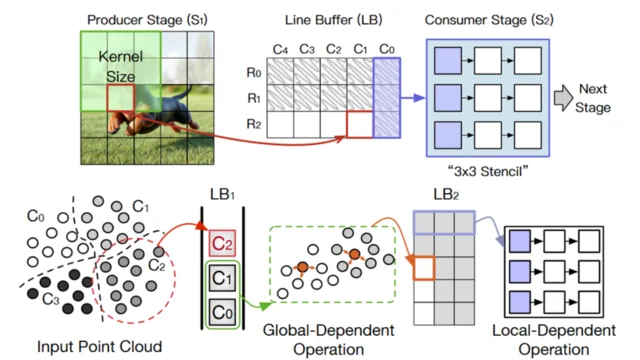 Producer Stage (S1)
Line Buffer (LB)
Consumer Stage (S2)
Kernel
Size
C4 C3 C2 C1 C0
R0
R1
R2
Next
Stage
“3x3 Stencil”
C0
C1
C2
C3
LB1
C2
C1
C0
LB2
Input Point Cloud
Global-Dependent
Operation
Local-Dependent
Operation